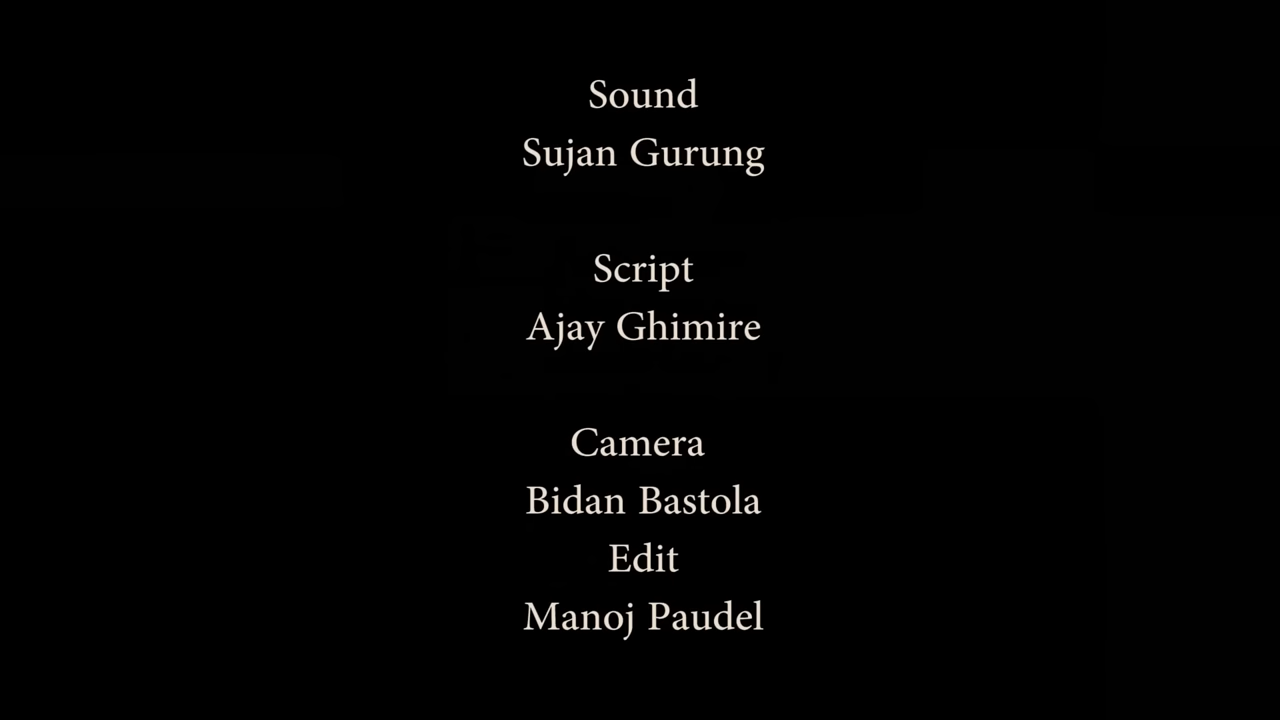 Sound
Sujan Gurung
Script
Ajay Ghimire
Camera
Bidan Bastola
Edit
Manoj Paudel